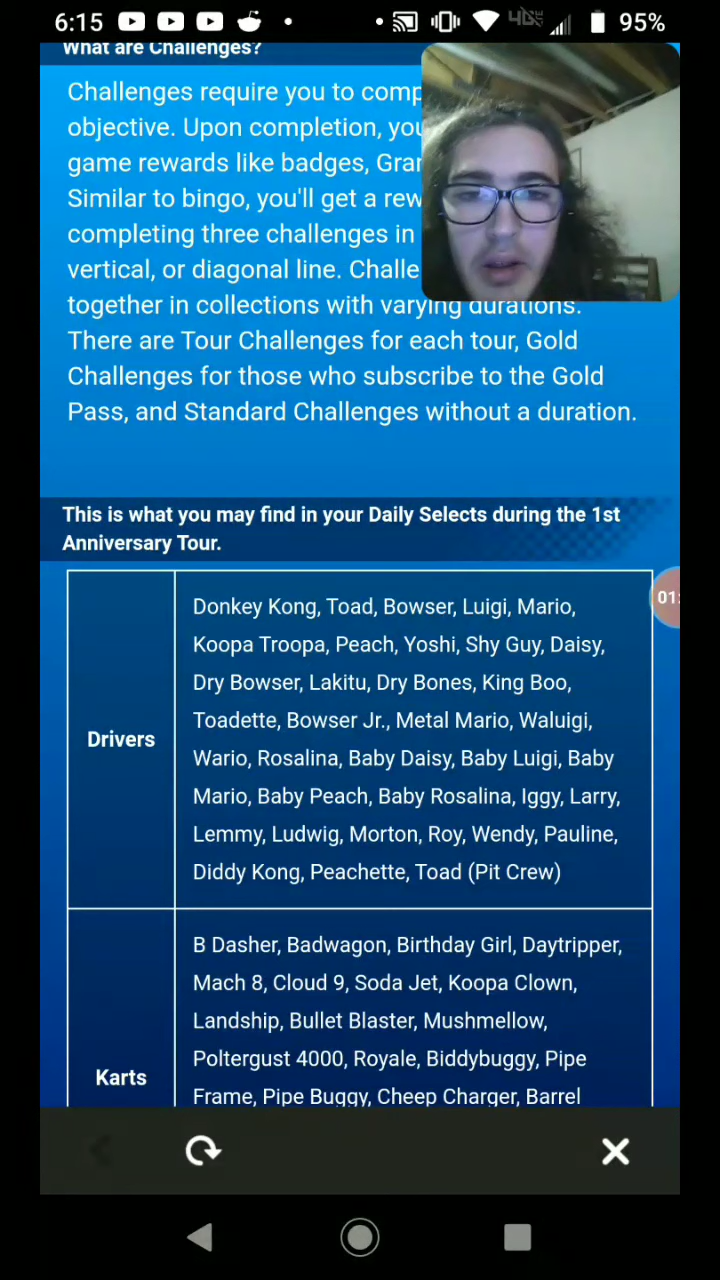 6:15
95%
What are Challenges?
Challenges require you to
objective. Upon completion,
game rewards like badges,
Similar to bingo, you'll get a
completing three challenges in
vertical, or diagonal line.
together in collections with varying durations.
There are Tour Challenges for each tour, Gold
Challenges for those who subscribe to the Gold
Pass, and Standard Challenges without a duration.
This is what you may find in your Daily Selects during the 1st
Anniversary Tour.
01:
Drivers
Donkey Kong, Toad, Bowser, Luigi, Mario,
Koopa Troopa, Peach, Yoshi, Shy Guy, Daisy,
Dry Bowser, Lakitu, Dry Bones, King Boo,
Toadette, Bowser Jr., Metal Mario, Waluigi,
Wario, Rosalina, Baby Daisy, Baby Luigi, Baby
Mario, Baby Peach, Baby Rosalina, Iggy, Larry,
Lemmy, Ludwig, Morton, Roy, Wendy, Pauline,
Diddy Kong, Peachette, Toad (Pit Crew)
Karts
B Dasher, Badwagon, Birthday Girl, Daytripper,
Mach 8, Cloud 9, Soda Jet, Koopa Clown,
Landship, Bullet Blaster, Mushmellow,
Poltergust 4000, Royale, Biddybuggy, Pipe
Frame, Pipe Buggy, Cheep Charger, Barrel